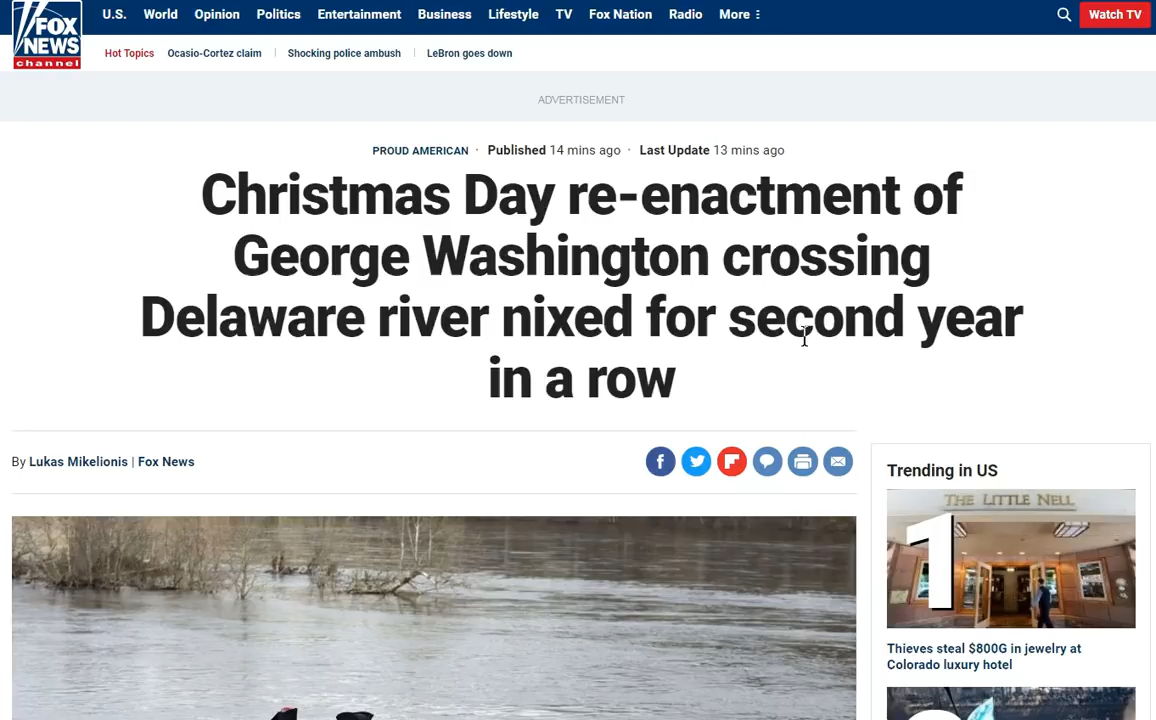 FOX
NEWS
channel
U.S. World Opinion Politics Entertainment Business Lifestyle TV Fox Nation Radio More Watch TV
Hot Topics Ocasio-Cortez claim Shocking police ambush LeBron goes down
ADVERTISEMENT
PROUD AMERICAN · Published 14 mins ago · Last Update 13 mins ago
Christmas Day re-enactment of
George Washington crossing
Delaware river nixed for second year
in a row
By Lukas Mikelionis | Fox News
Trending in US
THE LITTLE NELL
1
Thieves steal $800G in jewelry at
Colorado luxury hotel